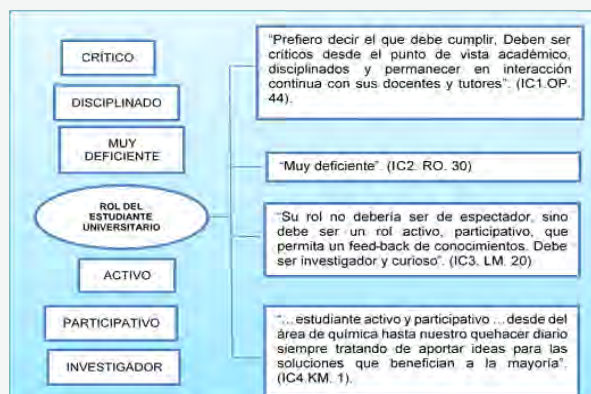 CRÍTICO
DISCIPLINADO
MUY
DEFICIENTE
ROL DEL
ESTUDIANTE
UNIVERSITARIO
ACTIVO
PARTICIPATIVO
INVESTIGADOR
“Prefiero decir el que debe cumplir, Deben ser
críticos desde el punto de vista académico,
disciplinados y permanecer en interacción
continua con sus docentes y tutores”. (IC1.OP.
44).
“Muy deficiente”. (IC2. RO. 30)
“Su rol no debería ser de espectador, sino
debe ser un rol activo, participativo, que
permita un feed-back de conocimientos. Debe
ser investigador y curioso”. (IC3. LM. 20)
“…estudiante activo y participativo …desde del
área de química hasta nuestro quehacer diario
siempre tratando de aportar ideas para las
soluciones que benefician a la mayoría”.
(IC4.KM. 1).